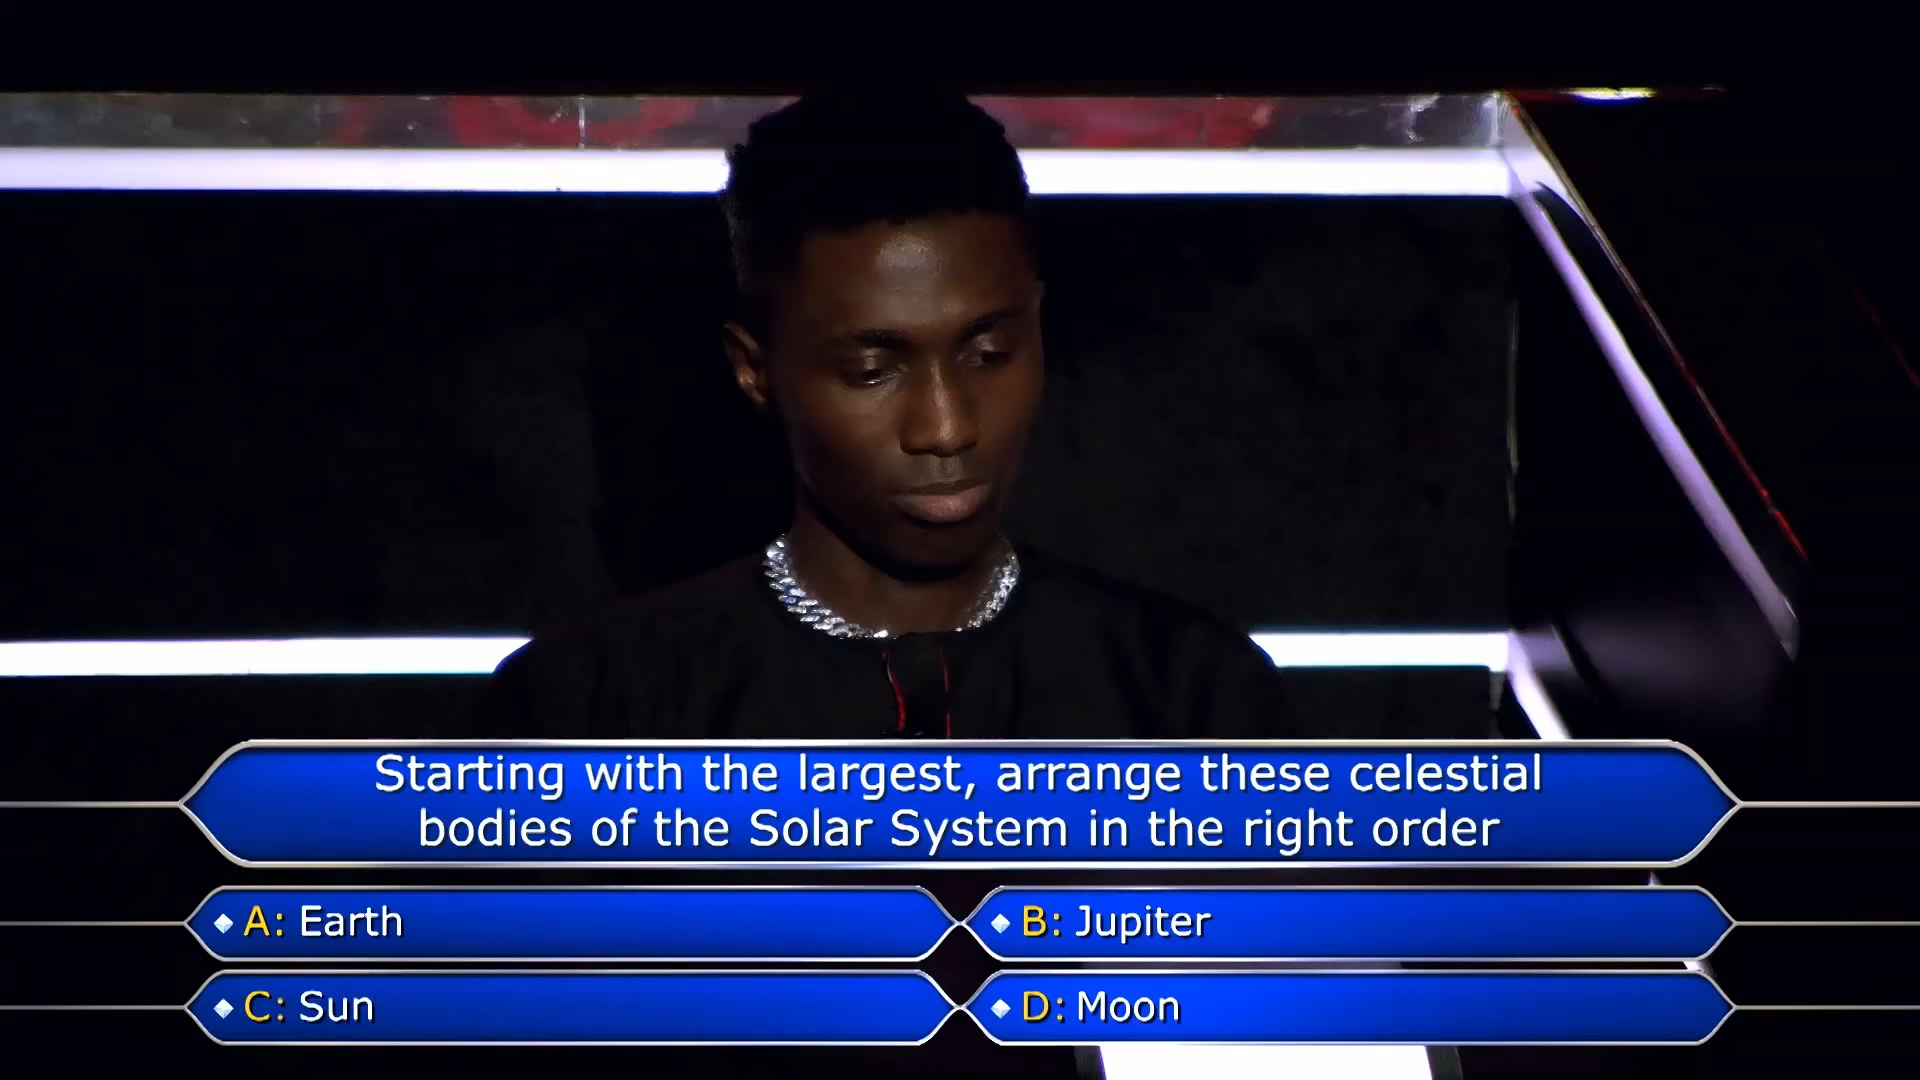 Starting with the largest, arrange these celestial
bodies of the Solar System in the right order
A: Earth
B: Jupiter
C: Sun
D: Moon